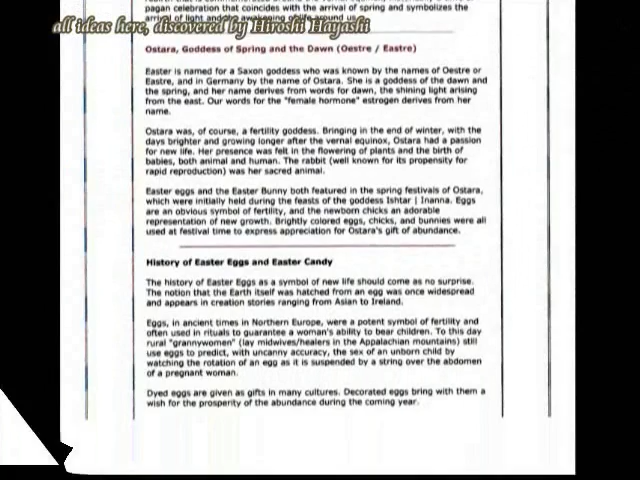 pagan celebration that coincides with the arrival of spring and symbolizes the
arrival of light and the awakening of life around us.
all ideas here, discovered by Hiroshi Hayashi
Ostara, Goddess of Spring and the Dawn (Oestre / Eastre)
Easter is named for a Saxon goddess who was known by the names of Oestre or
Eastre, and in Germany by the name of Ostara. She is a goddess of the dawn and
the spring, and her name derives from words for dawn, the shining light arising
from the east. Our words for the "female hormone" estrogen derives from her
name.
Ostara was, of course, a fertility goddess. Bringing in the end of winter, with the
days brighter and growing longer after the vernal equinox, Ostara had a passion
for new life. Her presence was felt in the flowering of plants and the birth of
babies, both animal and human. The rabbit (well known for its propensity for
rapid reproduction) was her sacred animal.
Easter eggs and the Easter Bunny both featured in the spring festivals of Ostara,
which were initially held during the feasts of the goddess Ishtar | Inanna. Eggs
are an obvious symbol of fertility, and the newborn chicks an adorable
representation of new growth. Brightly colored eggs, chicks, and bunnies were all
used at festival time to express appreciation for Ostara's gift of abundance.
History of Easter Eggs and Easter Candy
The history of Easter Eggs as a symbol of new life should come as no surprise.
The notion that the Earth itself was hatched from an egg was once widespread
and appears in creation stories ranging from Asian to Ireland.
Eggs, in ancient times in Northern Europe, were a potent symbol of fertility and
often used in rituals to guarantee a woman's ability to bear children. To this day
rural "grannywomen" (lay midwives/healers in the Appalachian mountains) still
use eggs to predict, with uncanny accuracy, the sex of an unborn child by
watching the rotation of an egg as it is suspended by a string over the abdomen
of a pregnant woman.
Dyed eggs are given as gifts in many cultures. Decorated eggs bring with them a
wish for the prosperity of the abundance during the coming year.